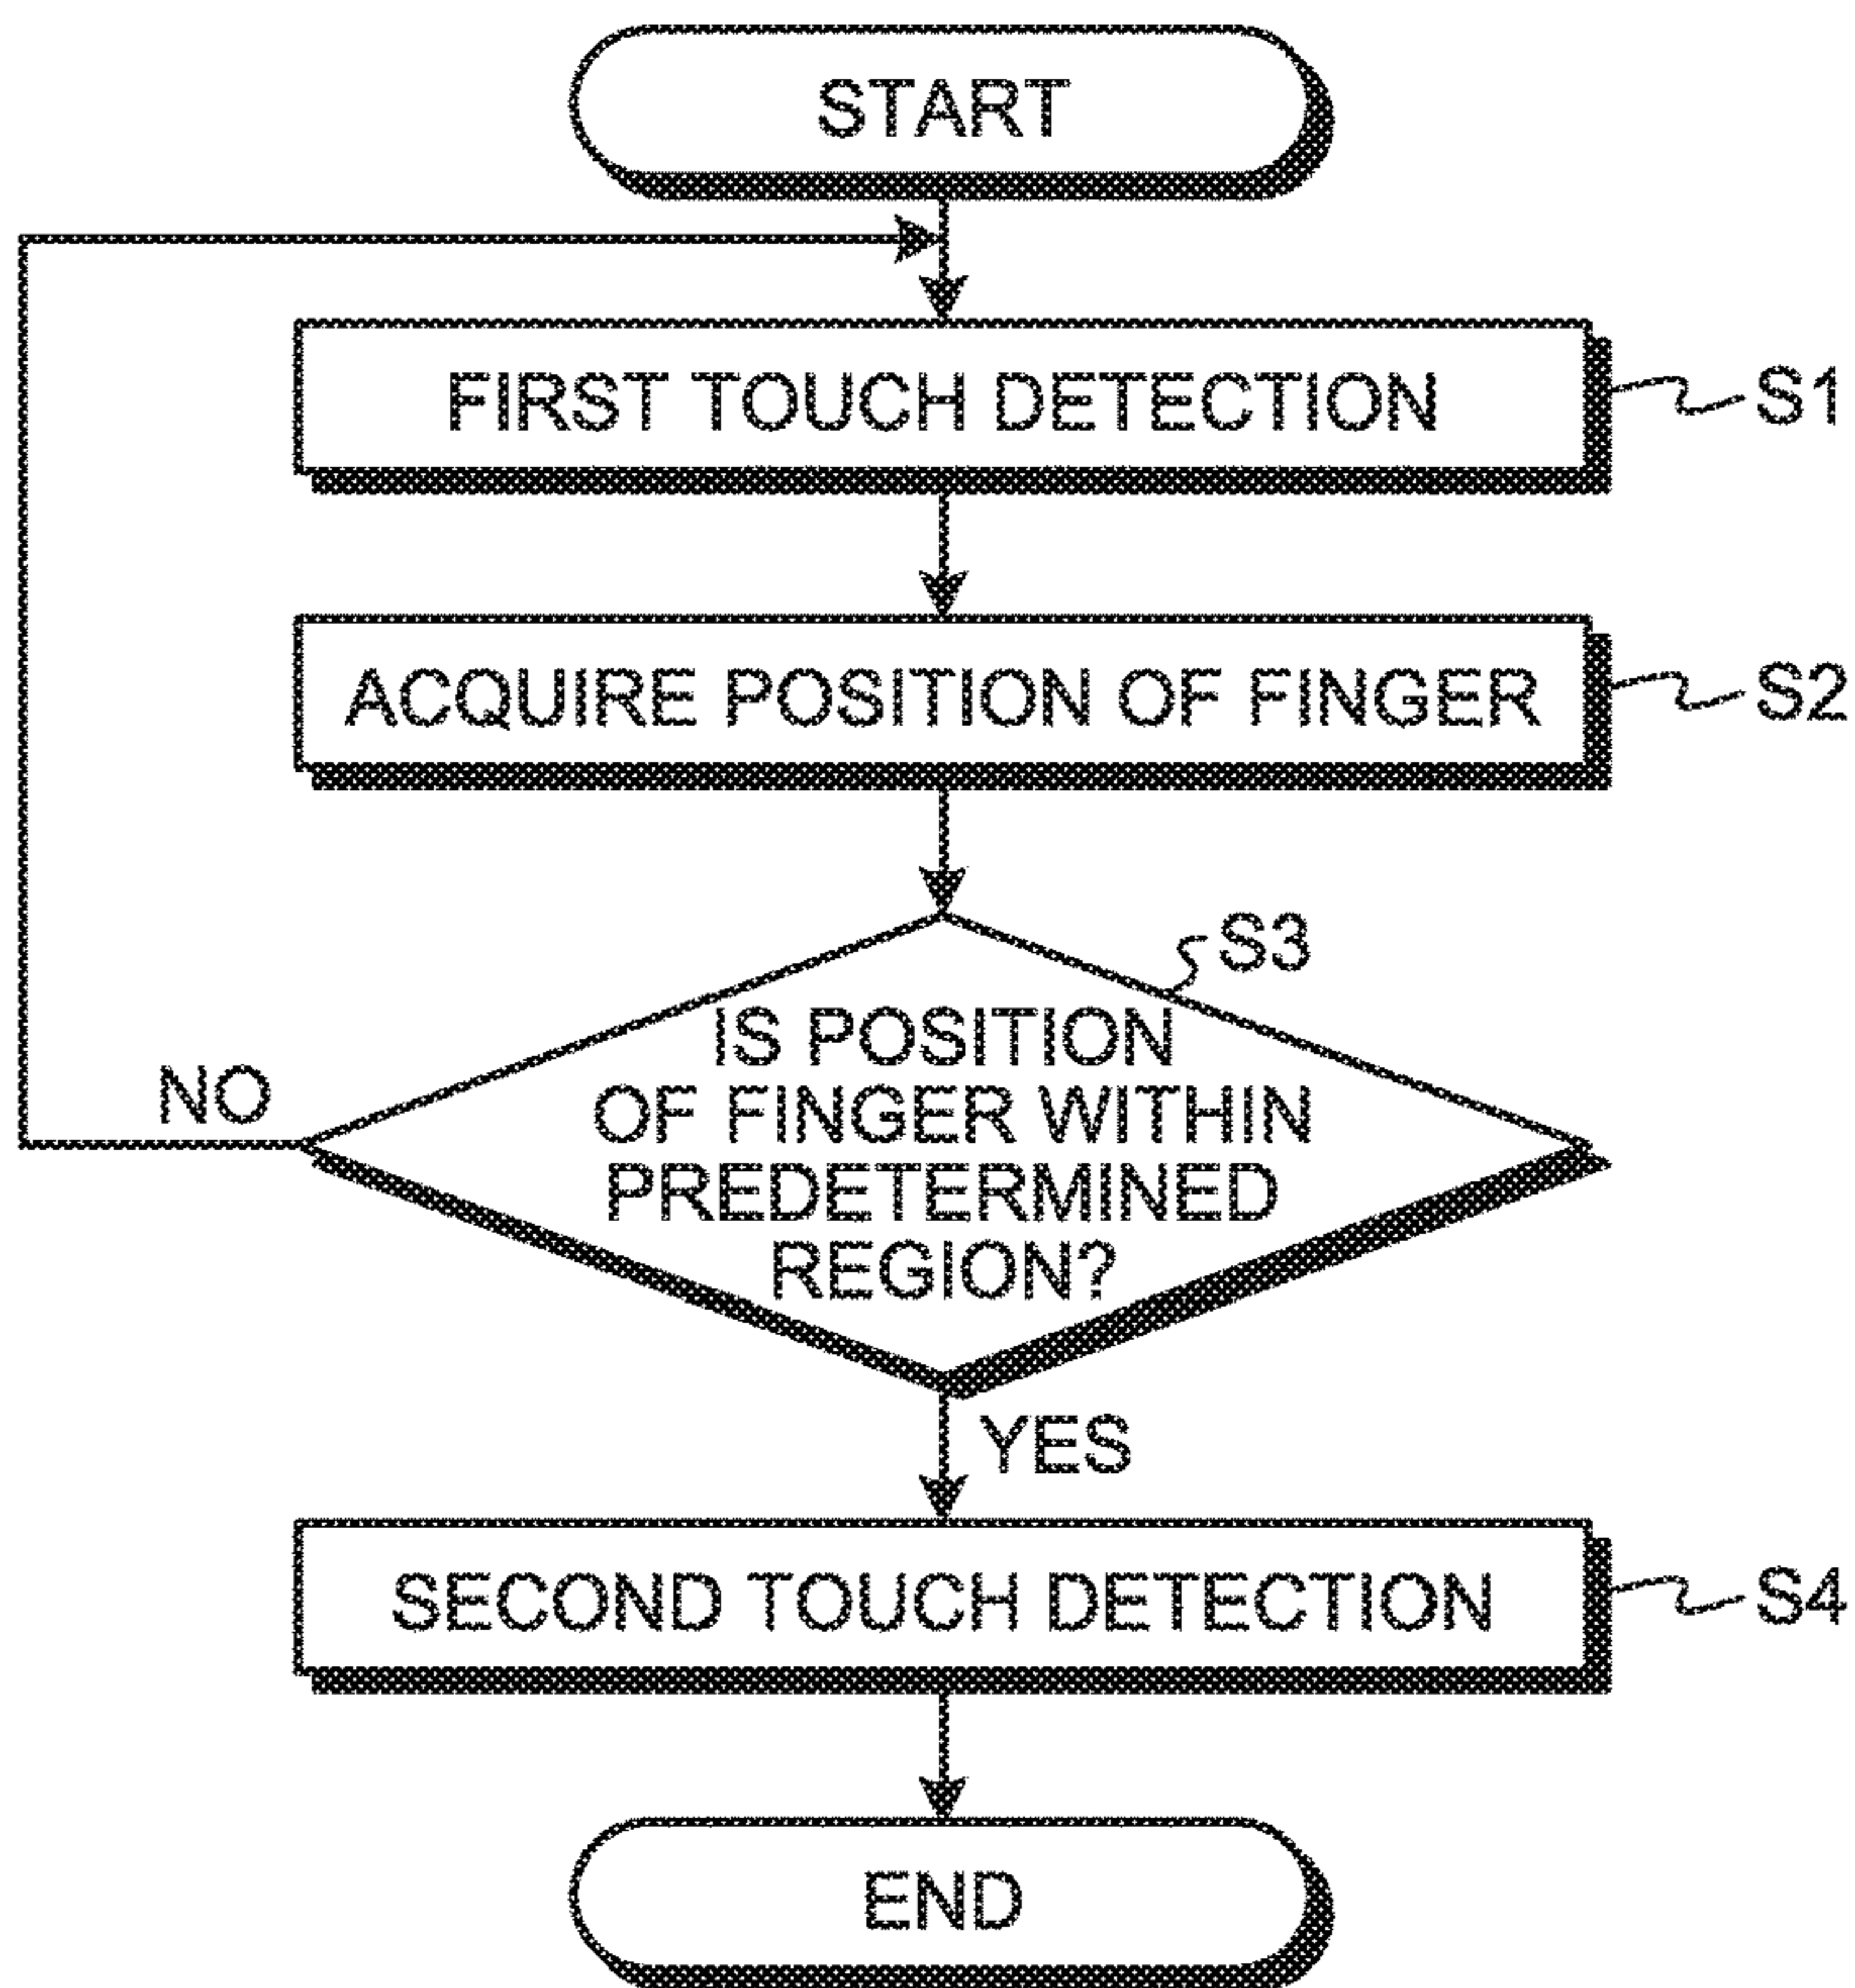 START
FIRST TOUCH DETECTION
S1
ACQUIRE POSITION OF FINGER
S2
S3
IS POSITION
OF FINGER WITHIN
PREDETERMINED
REGION?
NO
YES
SECOND TOUCH DETECTION
S4
END